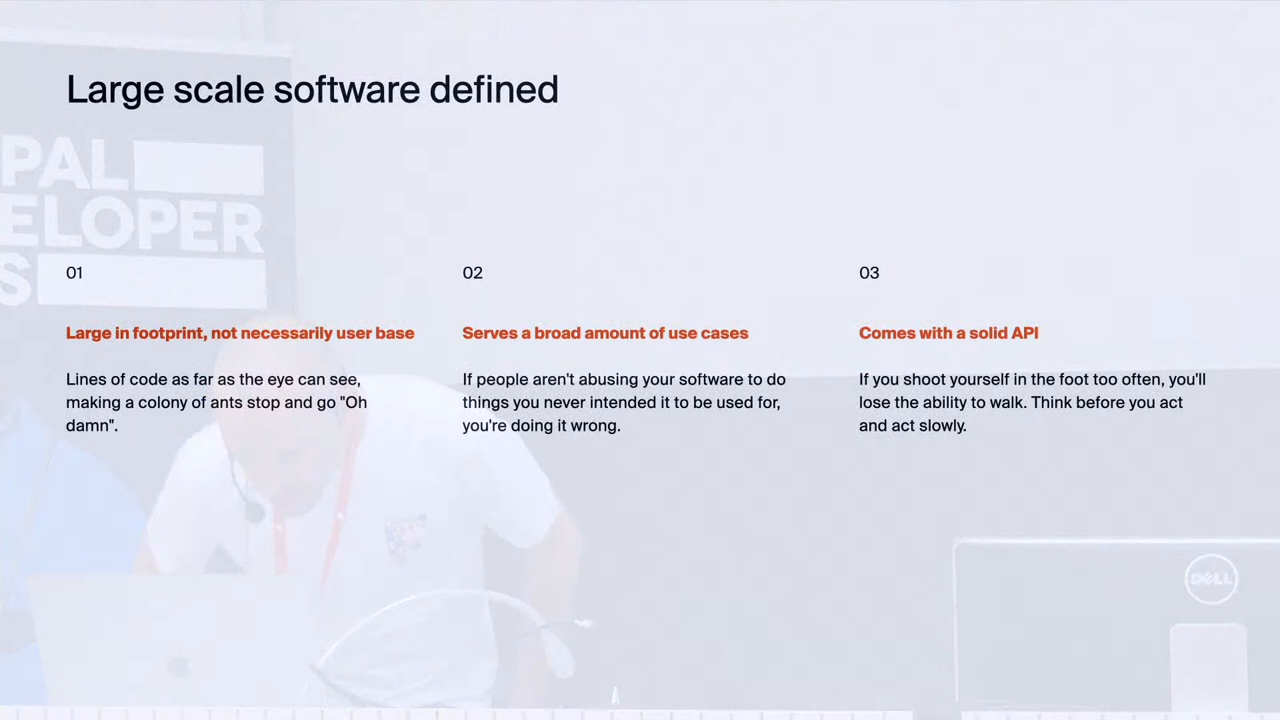 Large scale software defined
PAL
ELOPER
S
01
Large in footprint, not necessarily user base
Lines of code as far as the eye can see,
making a colony of ants stop and go "Oh
damn".
02
Serves a broad amount of use cases
If people aren't abusing your software to do
things you never intended it to be used for,
you're doing it wrong.
03
Comes with a solid API
If you shoot yourself in the foot too often, you'll
lose the ability to walk. Think before you act
and act slowly.
DELL